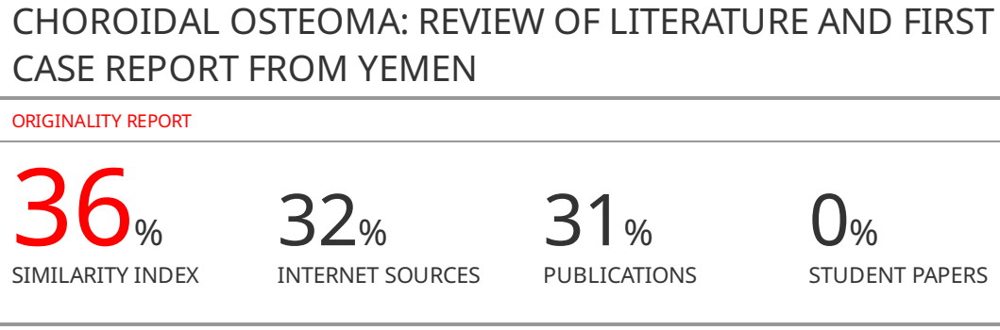 CHOROIDAL OSTEOMA: REVIEW OF LITERATURE AND FIRST
CASE REPORT FROM YEMEN
ORIGINALITY REPORT
36% 32% 31% 0%
SIMILARITY INDEX INTERNET SOURCES PUBLICATIONS STUDENT PAPERS